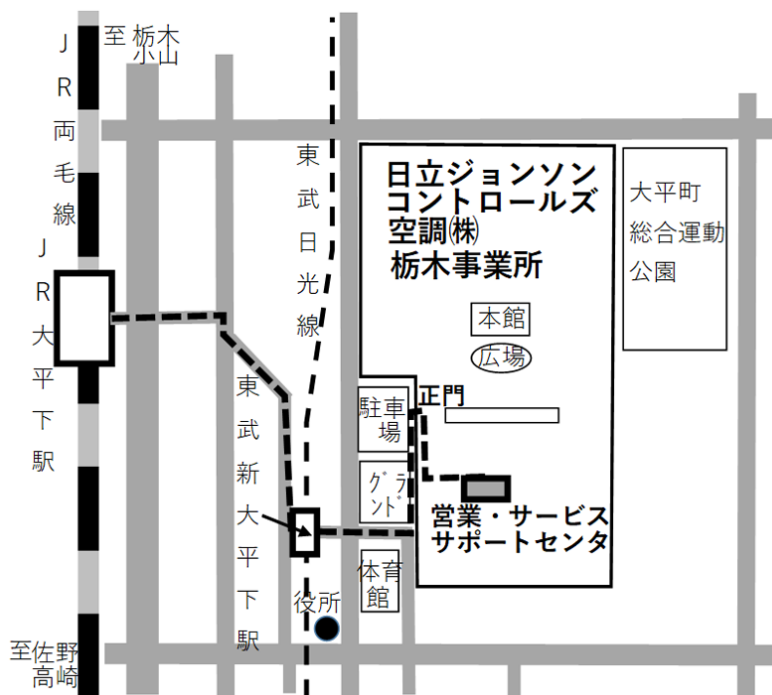 至 栃木
小山
JR両毛線
JR大平下駅
東武日光線
東武新大平下駅
日立ジョンソン
コントロールズ
空調㈱
栃木事業所
大平町
総合運動
公園
本館
広場
正門
駐車
場
グラ
ンド
営業・サービス
サポートセンタ
体育
館
役所
至佐野
高崎